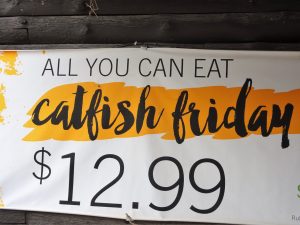 ALL YOU CAN EAT
catfish friday
$12.99